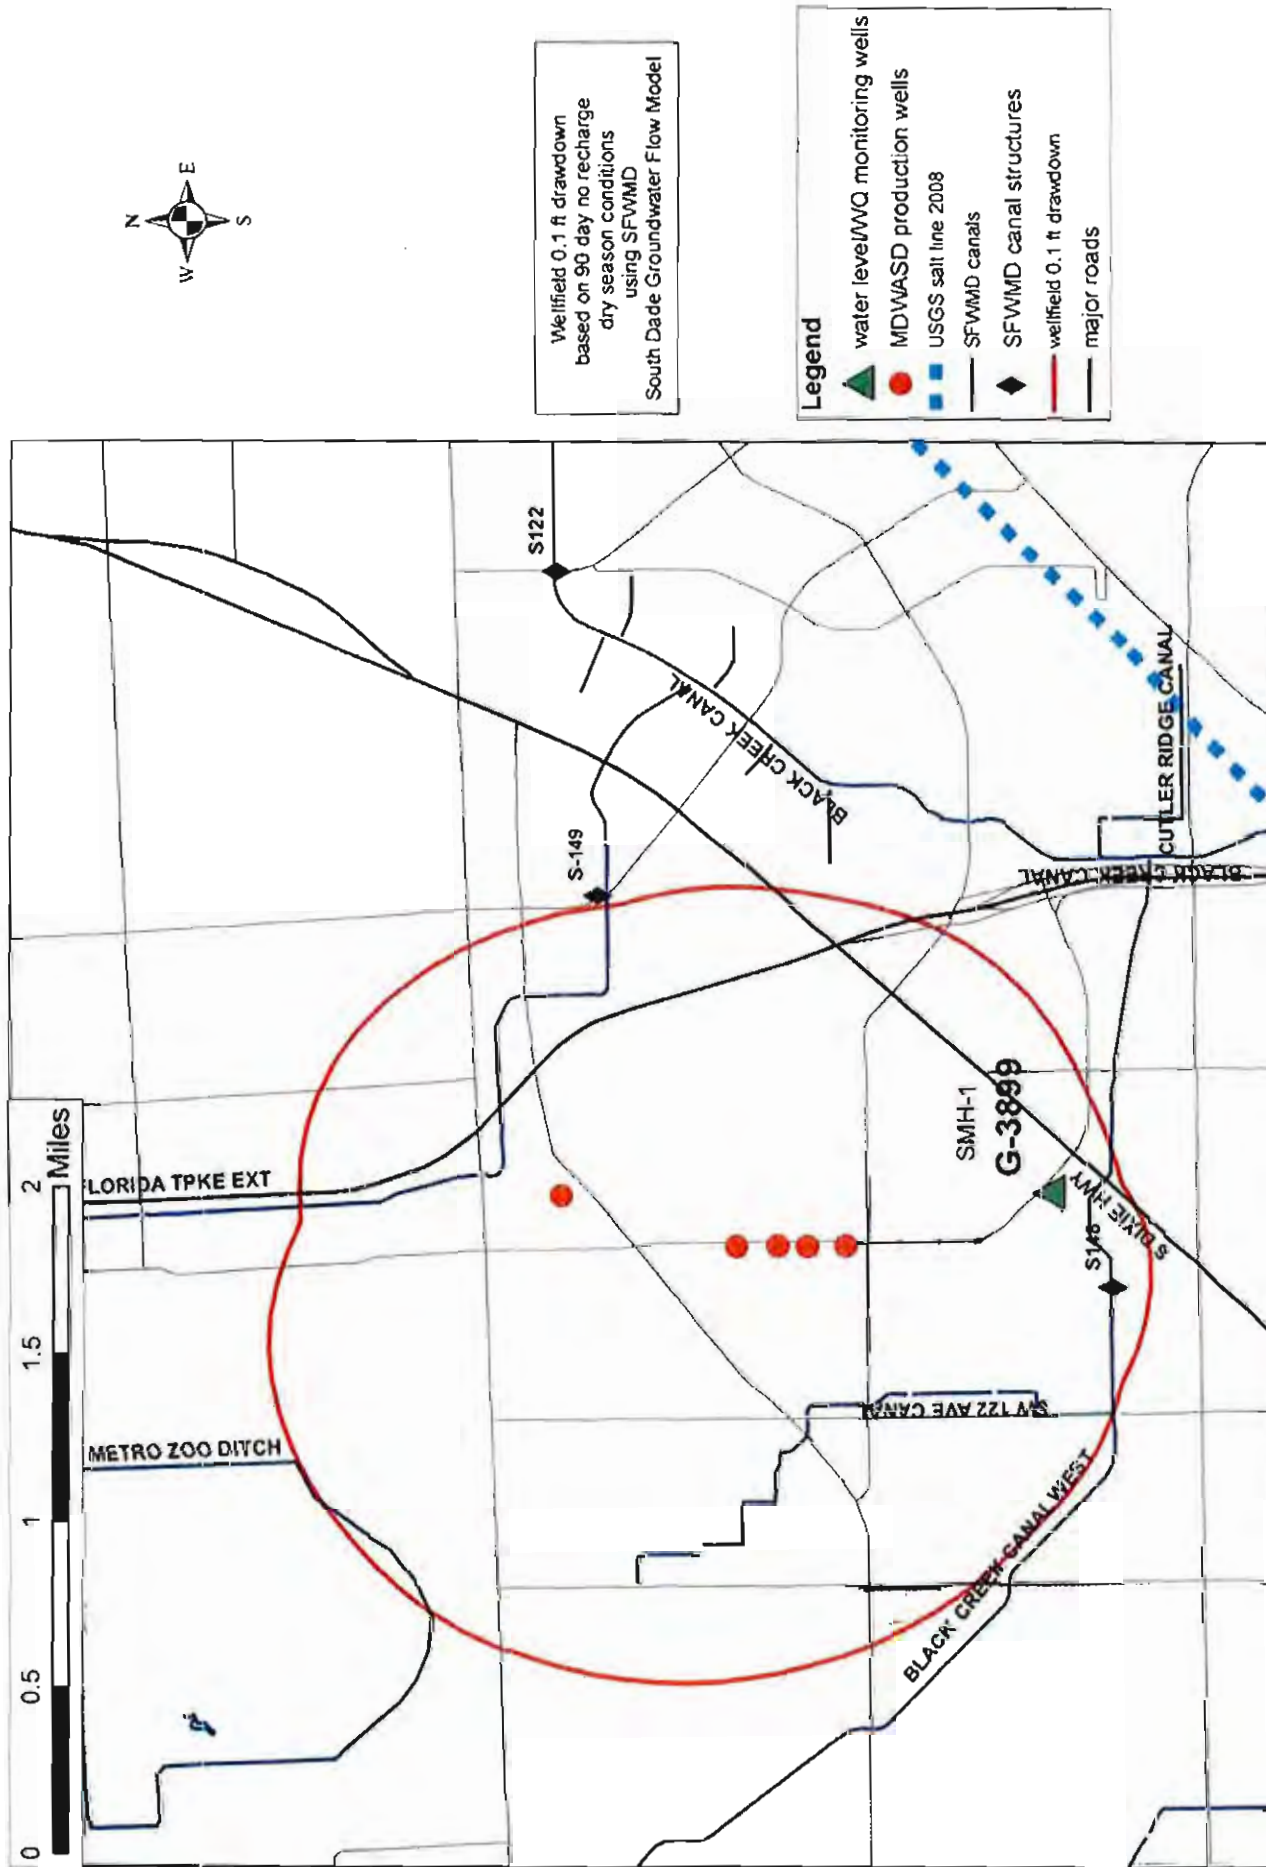 N
W
E
S
Wellfield 0.1 ft drawdown
based on 90 day no recharge
dry season conditions
using SFWMD
South Dade Groundwater Flow Model
Legend
water level/WQ monitoring wells
MDWASD production wells
USGS salt line 2008
SFWMD canals
SFWMD canal structures
wellfield 0.1 ft drawdown
major roads
0
0.5
1
1.5
2
Miles
METRO ZOO DITCH
FLORIDA TPKE EXT
S122
S-149
BLACK CREEK CANAL
SW 122 AVE CANAL
SMH-1
G-3899
BLACK CREEK CANAL WEST
S148
S DIXIE HWY
BLACK CREEK CANAL
CUTLER RIDGE CANAL